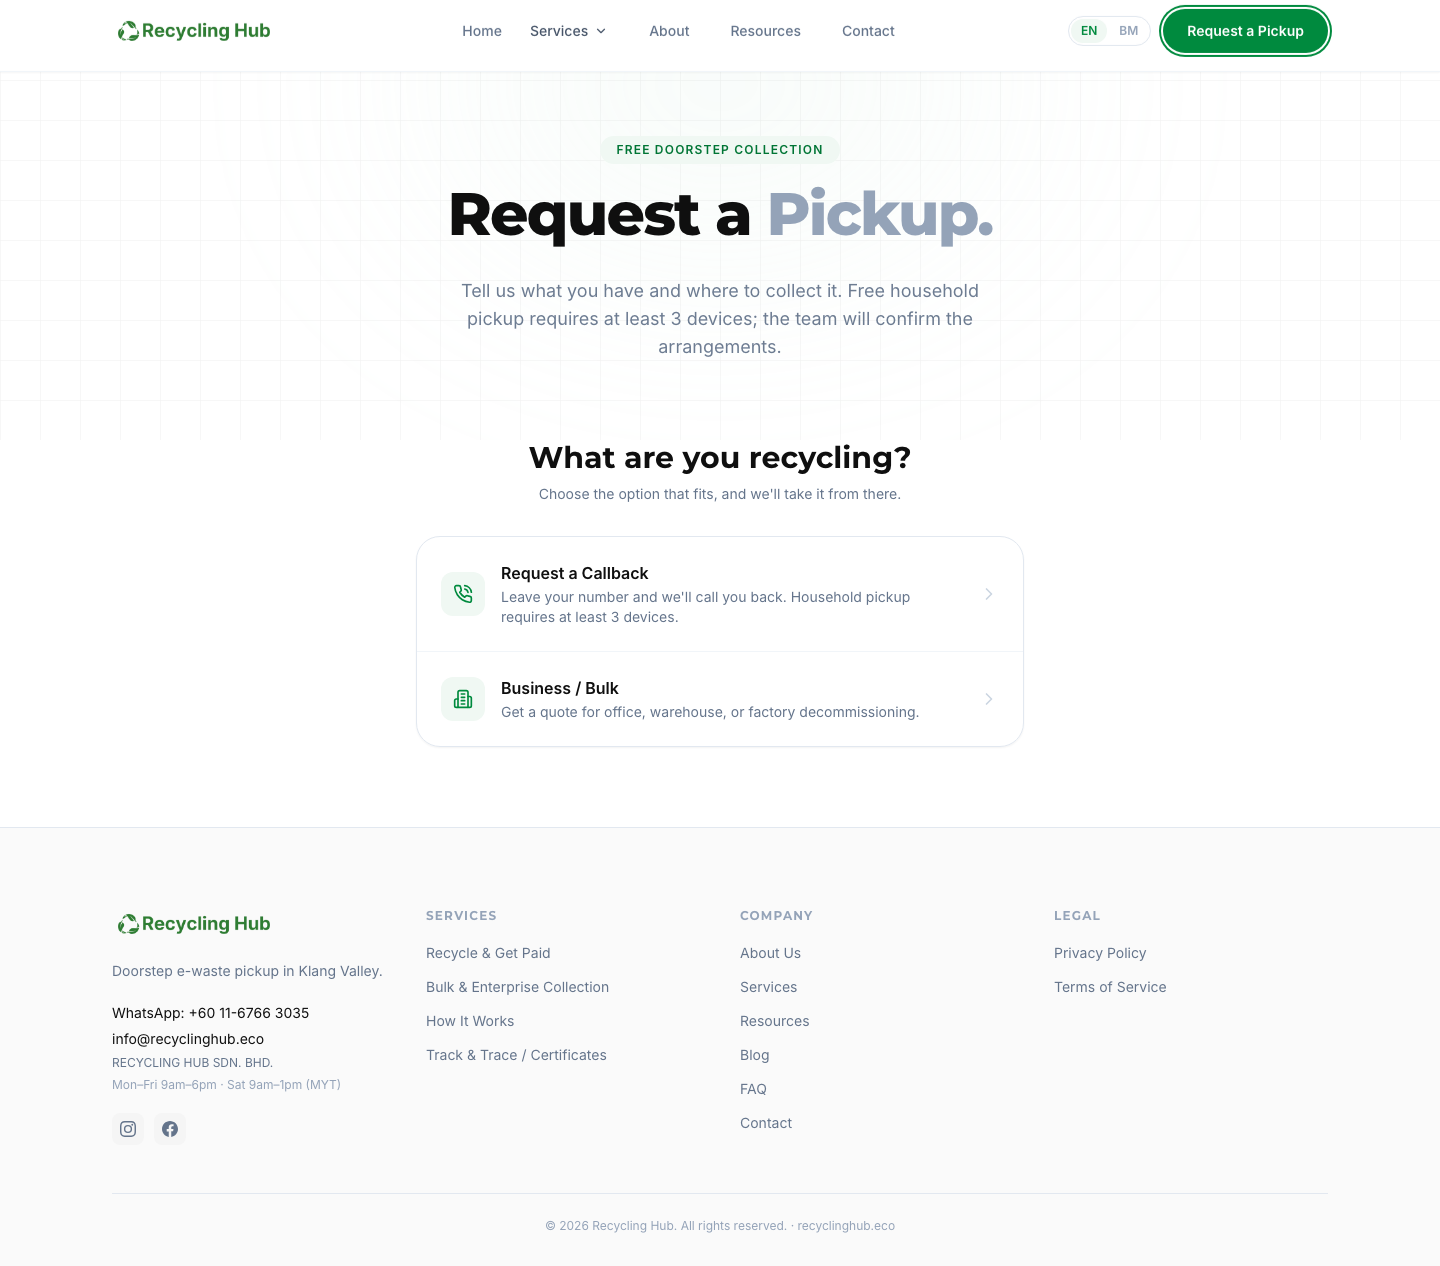 Recycling Hub
Home
Services
About
Resources
Contact
EN
BM
Request a Pickup
FREE DOORSTEP COLLECTION
Request a Pickup.
Tell us what you have and where to collect it. Free household
pickup requires at least 3 devices; the team will confirm the
arrangements.
What are you recycling?
Choose the option that fits, and we'll take it from there.
Request a Callback
Leave your number and we'll call you back. Household pickup
requires at least 3 devices.
Business / Bulk
Get a quote for office, warehouse, or factory decommissioning.
Recycling Hub
Doorstep e-waste pickup in Klang Valley.
WhatsApp: +60 11-6766 3035
info@recyclinghub.eco
RECYCLING HUB SDN. BHD.
Mon–Fri 9am–6pm · Sat 9am–1pm (MYT)
SERVICES
Recycle & Get Paid
Bulk & Enterprise Collection
How It Works
Track & Trace / Certificates
COMPANY
About Us
Services
Resources
Blog
FAQ
Contact
LEGAL
Privacy Policy
Terms of Service
© 2026 Recycling Hub. All rights reserved. · recyclinghub.eco